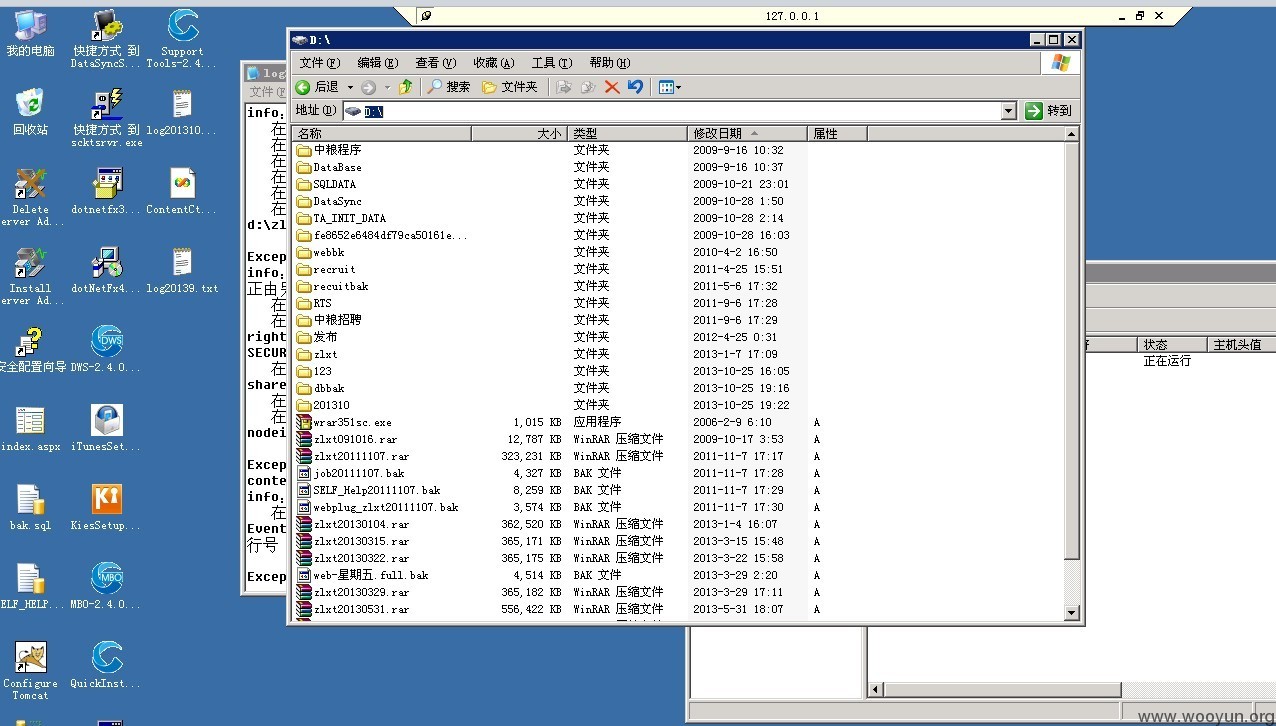 127.0.0.1
我的电脑
快捷方式 到
DataSyncS...
Support
Tools-2.4...
回收站
快捷方式 到
scktsrvr.exe
log201310...
Delete
erver Ad...
dotnetfx3...
ContentCt...
Install
erver Ad...
dotNetFx4...
log20139.txt
安全配置向导
DWS
DWS-2.4.0...
index.aspx
iTunesSet...
bak.sql
KiesSetup...
ELF_HELP...
MBO
MBO-2.4.0...
Configure
Tomcat
QuickInst...
log
文件(F
info:
在
在
在
在
在
在
d:\zl
Excep
info:
在
在
right
SECUR
在
share
在
在
nodei
Excep
conte
info:
在
Event
行号
Excep
D:\
文件(F) 编辑(E) 查看(V) 收藏(A) 工具(T) 帮助(H)
后退 搜索 文件夹
地址(D) D:\ 转到
名称 大小 类型 修改日期 属性
中粮程序 文件夹 2009-9-16 10:32
DataBase 文件夹 2009-9-16 10:37
SQLDATA 文件夹 2009-10-21 23:01
DataSync 文件夹 2009-10-28 1:50
TA_INIT_DATA 文件夹 2009-10-28 2:14
fe8652e6484df79ca50161e... 文件夹 2009-10-28 16:03
webbk 文件夹 2010-4-2 16:50
recruit 文件夹 2011-4-25 15:51
recuitbak 文件夹 2011-5-6 17:32
RTS 文件夹 2011-9-6 17:28
中粮招聘 文件夹 2011-9-6 17:29
发布 文件夹 2012-4-25 0:31
zlxt 文件夹 2013-1-7 17:09
123 文件夹 2013-10-25 16:05
dbbak 文件夹 2013-10-25 19:16
201310 文件夹 2013-10-25 19:22
wrar351sc.exe 1,015 KB 应用程序 2006-2-9 6:10 A
zlxt091016.rar 12,787 KB WinRAR 压缩文件 2009-10-17 3:53 A
zlxt20111107.rar 323,231 KB WinRAR 压缩文件 2011-11-7 17:17 A
job20111107.bak 4,327 KB BAK 文件 2011-11-7 17:28 A
SELF_Help20111107.bak 8,259 KB BAK 文件 2011-11-7 17:29 A
webplug_zlxt20111107.bak 3,574 KB BAK 文件 2011-11-7 17:30 A
zlxt20130104.rar 362,520 KB WinRAR 压缩文件 2013-1-4 16:07 A
zlxt20130315.rar 365,171 KB WinRAR 压缩文件 2013-3-15 15:48 A
zlxt20130322.rar 365,175 KB WinRAR 压缩文件 2013-3-22 15:58 A
web-星期五.full.bak 4,514 KB BAK 文件 2013-3-29 2:20 A
zlxt20130329.rar 365,182 KB WinRAR 压缩文件 2013-3-29 17:11 A
zlxt20130531.rar 556,422 KB WinRAR 压缩文件 2013-5-31 18:07 A
状态 主机头值
正在运行
www.wooyun.org